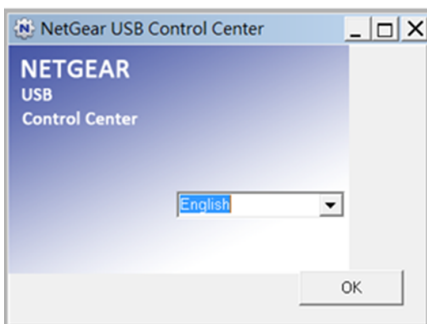 NetGear USB Control Center
NETGEAR
USB
Control Center
English
OK